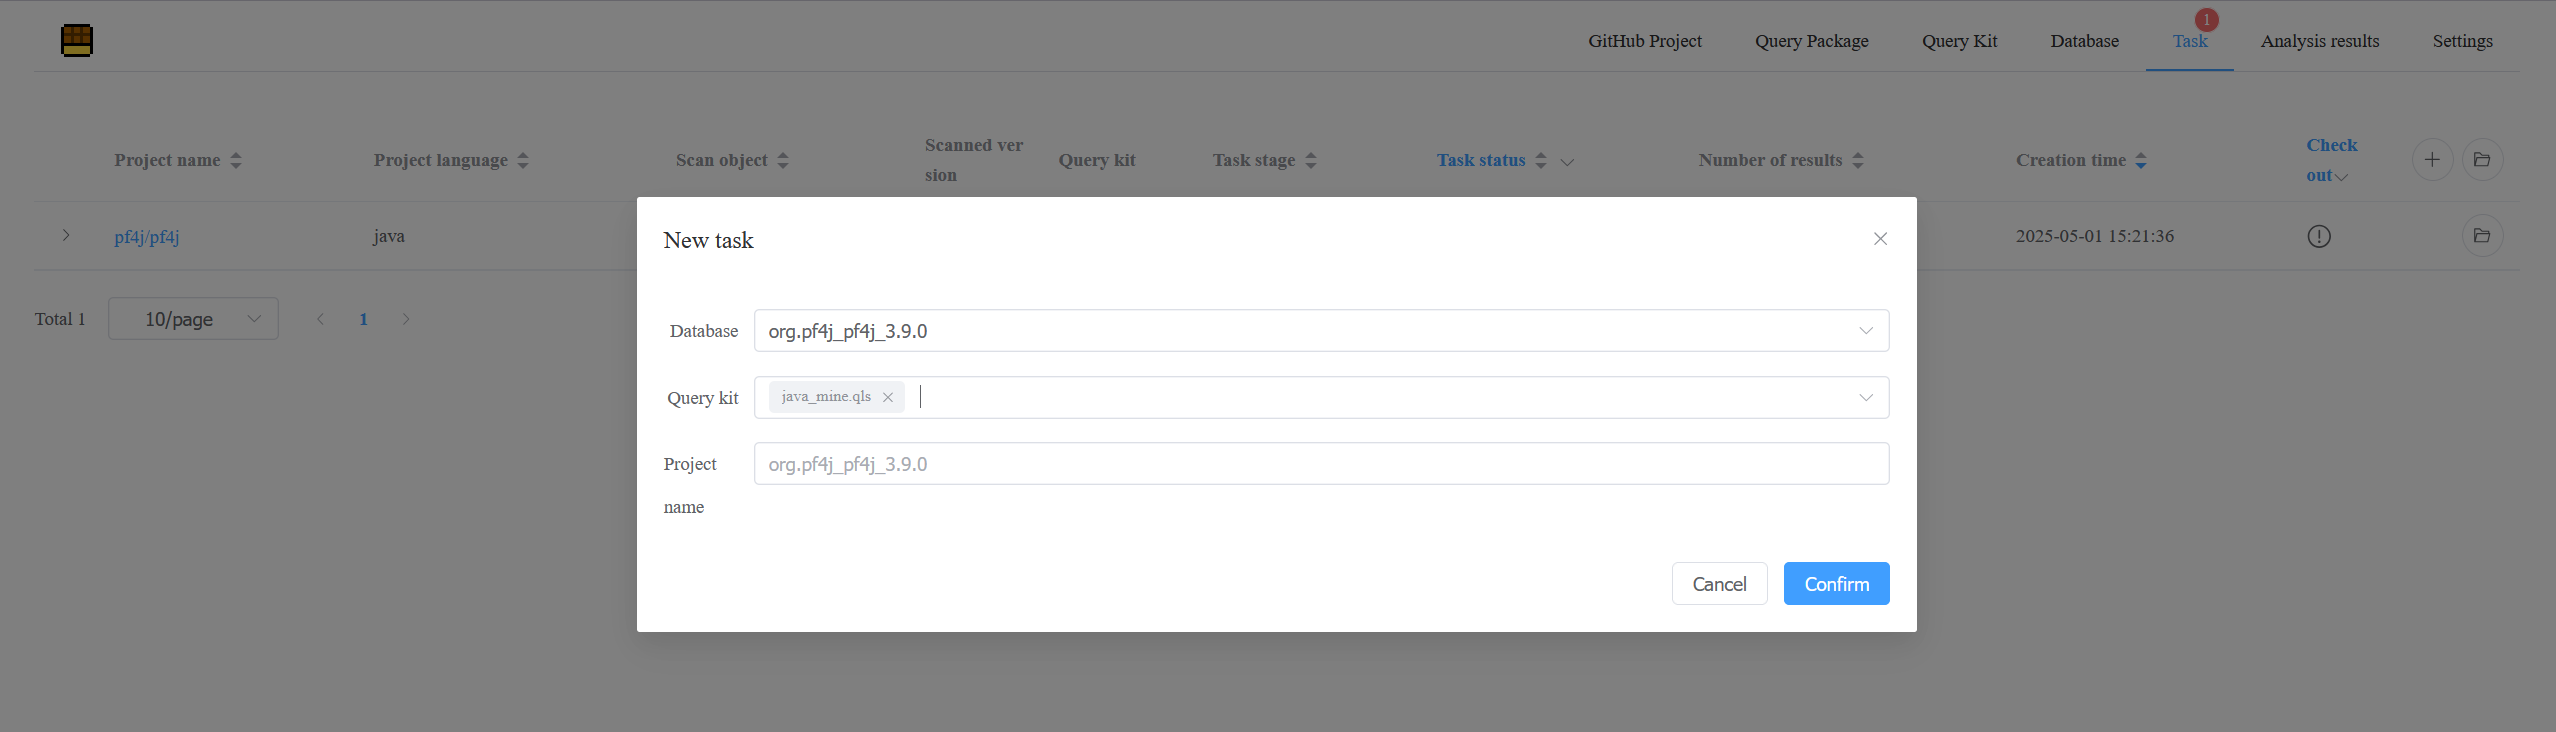 GitHub Project Query Package Query Kit Database Task 1 Analysis results Settings
Project name Project language Scan object Scanned ver Query kit Task stage Task status Number of results Creation time Check
sion out
pf4j/pf4j java 2025-05-01 15:21:36
Total 1 10/page 1
New task
Database org.pf4j_pf4j_3.9.0
Query kit java_mine.qls
Project org.pf4j_pf4j_3.9.0
name
Cancel Confirm